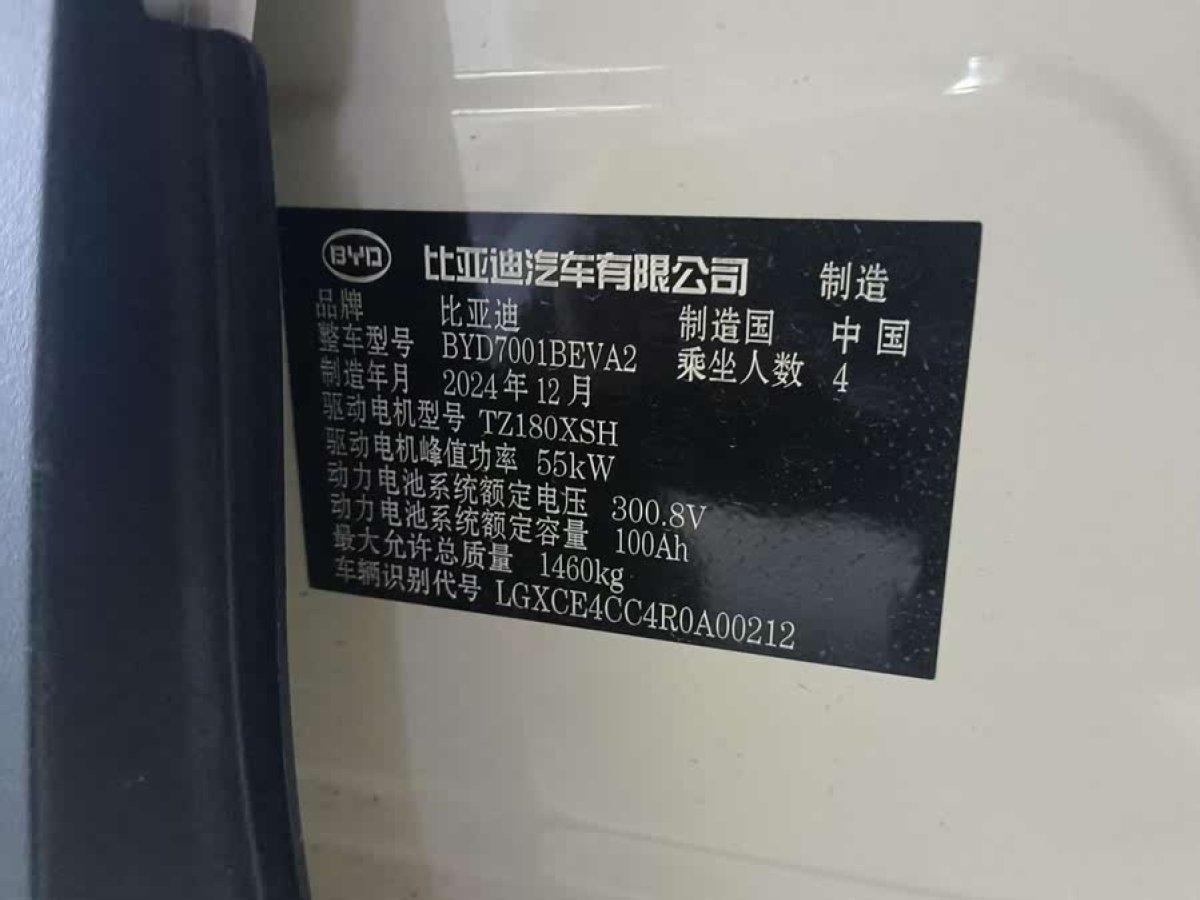 BYD 比亚迪汽车有限公司 制造
品牌 比亚迪 制造国 中国
整车型号 BYD7001BEVA2 乘坐人数 4
制造年月 2024年12月
驱动电机型号 TZ180XSH
驱动电机峰值功率 55kW
动力电池系统额定电压 300.8V
动力电池系统额定容量 100Ah
最大允许总质量 1460kg
车辆识别代号 LGXCE4CC4R0A00212